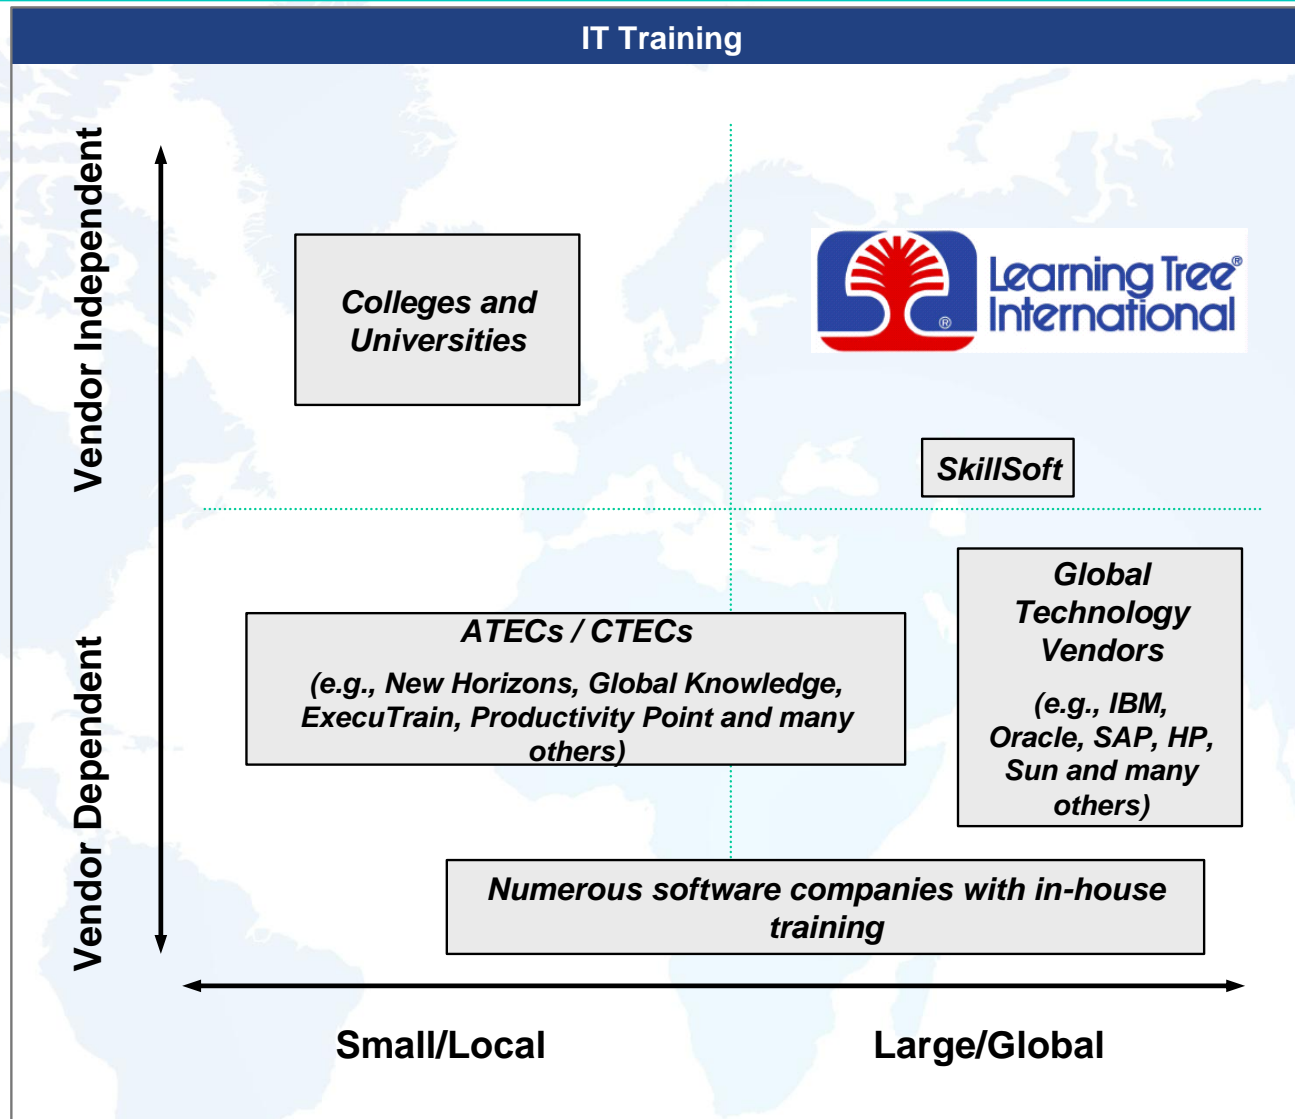 IT Training
Vendor Independent
Colleges and
Universities
Learning Tree®
International
®
SkillSoft
Vendor Dependent
ATECs / CTECs
(e.g., New Horizons, Global Knowledge,
ExecuTrain, Productivity Point and many
others)
Global
Technology
Vendors
(e.g., IBM,
Oracle, SAP, HP,
Sun and many
others)
Numerous software companies with in-house
training
Small/Local
Large/Global